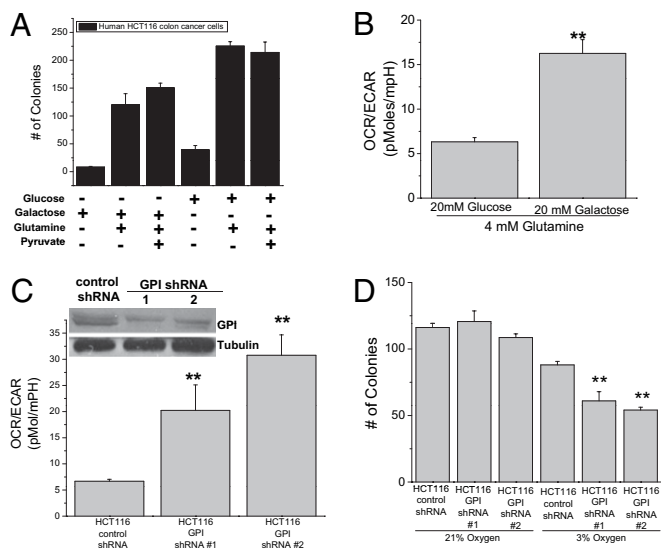 A
Human HCT116 colon cancer cells
# of Colonies
250
200
150
100
50
0
Glucose - - - + + +
Galactose + + + - - -
Glutamine - + + - + +
Pyruvate - - + - - +
B
OCR/ECAR
(pMoles/mpH)
20
15
10
5
0
**
20mM Glucose 20 mM Galactose
4 mM Glutamine
C
control
shRNA
GPI shRNA
1 2
GPI
Tubulin
OCR/ECAR
(pMol/mPH)
35
30
25
20
15
10
5
0
**
**
HCT116
control
shRNA
HCT116
GPI
shRNA #1
HCT116
GPI
shRNA #2
D
# of Colonies
150
100
50
0
**
**
HCT116
control
shRNA
HCT116
GPI
shRNA
#1
HCT116
GPI
shRNA
#2
HCT116
control
shRNA
HCT116
GPI
shRNA
#1
HCT116
GPI
shRNA
#2
21% Oxygen 3% Oxygen